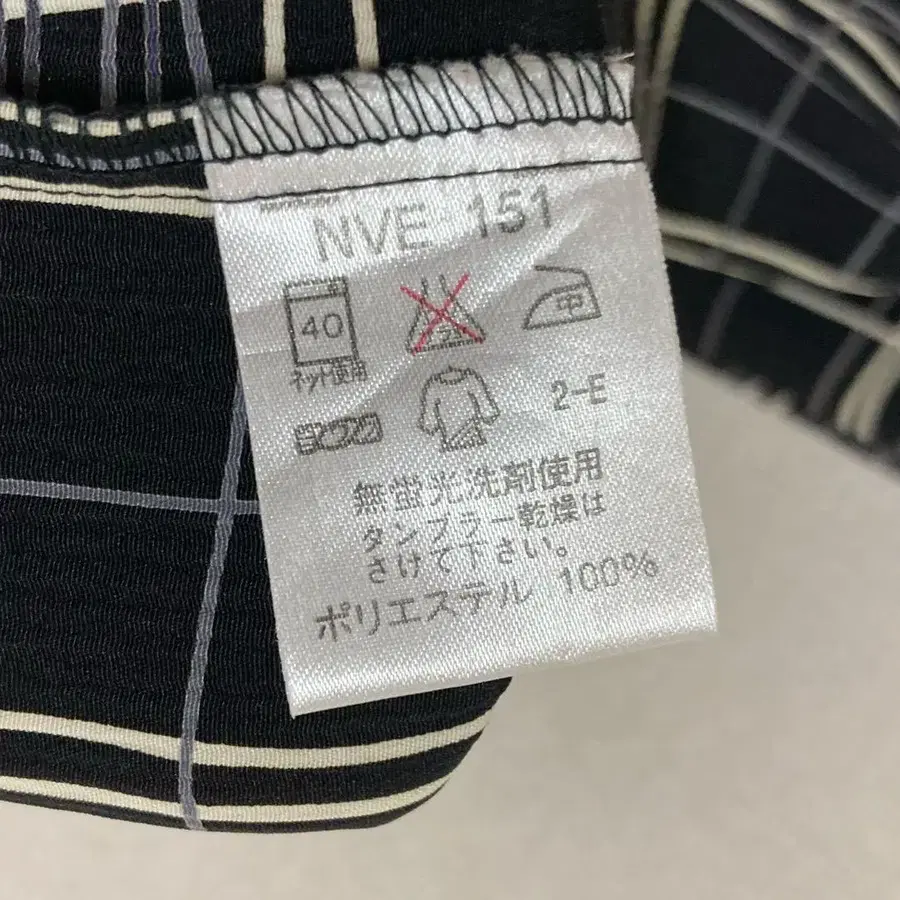 NVE 151
40
中
ネット使用
2-E
無蛍光洗剤使用
タンブラー乾燥は
さけて下さい。
ポリエステル 100%